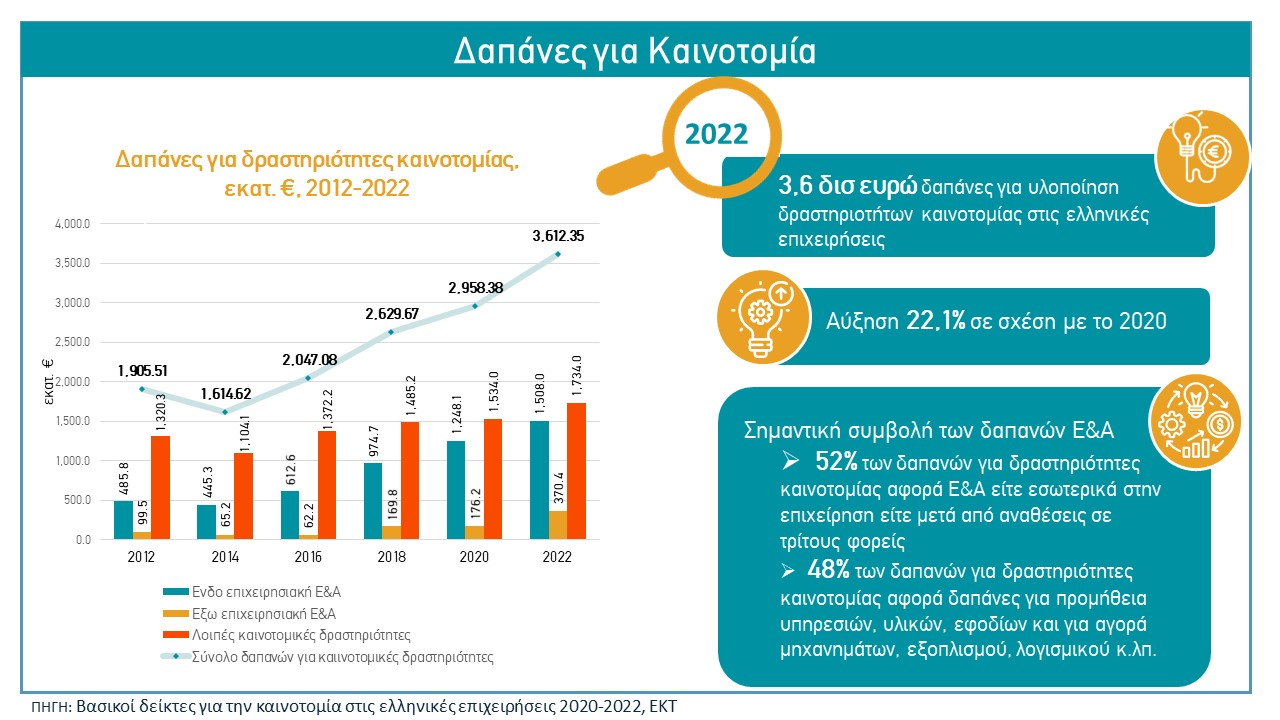 Δαπάνες για Καινοτομία
Δαπάνες για δραστηριότητες καινοτομίας,
εκατ. €, 2012-2022
εκατ. €
4,000.0
3,500.0
3,000.0
2,500.0
2,000.0
1,500.0
1,000.0
500.0
0.0
1,905.51
1,614.62
2,047.08
2,629.67
2,958.38
3,612.35
485.8
99.5
1,320.3
445.3
65.2
1,104.1
612.6
62.2
1,372.2
974.7
169.8
1,485.2
1,248.1
176.2
1,534.0
1,508.0
370.4
1,734.0
2012
2014
2016
2018
2020
2022
Ενδο επιχειρησιακή Ε&Α
Εξω επιχειρησιακή Ε&Α
Λοιπές καινοτομικές δραστηριότητες
Σύνολο δαπανών για καιινοτομικές δραστηριότητες
2022
3,6 δισ ευρώ δαπάνες για υλοποίηση
δραστηριοτήτων καινοτομίας στις ελληνικές
επιχειρήσεις
Αύξηση 22,1% σε σχέση με το 2020
Σημαντική συμβολή των δαπανών Ε&Α
➢ 52% των δαπανών για δραστηριότητες
καινοτομίας αφορά Ε&Α είτε εσωτερικά στην
επιχείρηση είτε μετά από αναθέσεις σε
τρίτους φορείς
➢ 48% των δαπανών για δραστηριότητες
καινοτομίας αφορά δαπάνες για προμήθεια
υπηρεσιών, υλικών, εφοδίων και για αγορά
μηχανημάτων, εξοπλισμού, λογισμικού κ.λπ.
ΠΗΓΗ: Βασικοί δείκτες για την καινοτομία στις ελληνικές επιχειρήσεις 2020-2022, ΕΚΤ